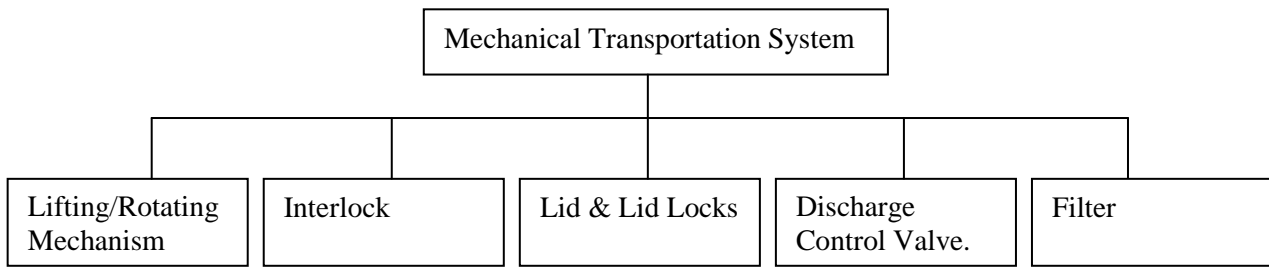 Mechanical Transportation System
Lifting/Rotating
Mechanism
Interlock
Lid & Lid Locks
Discharge
Control Valve.
Filter